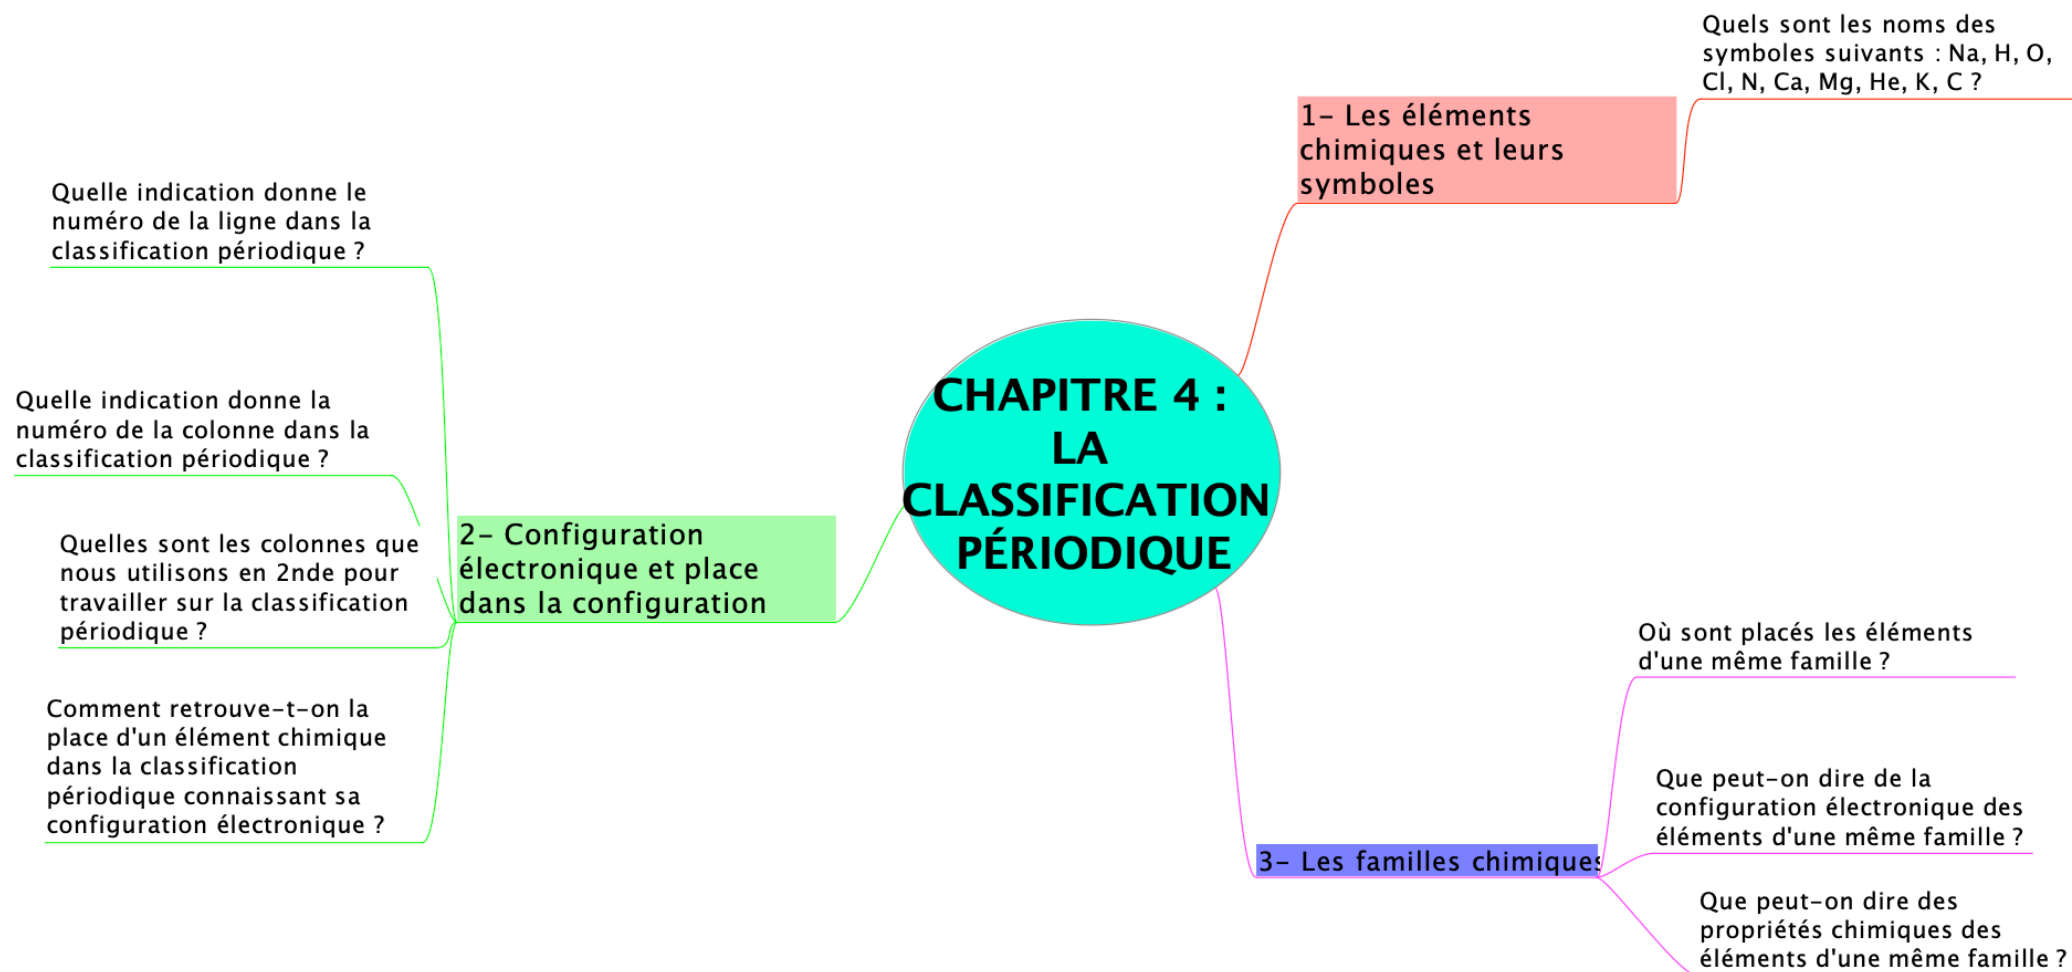 CHAPITRE 4 :
LA
CLASSIFICATION
PÉRIODIQUE
1- Les éléments
chimiques et leurs
symboles
Quels sont les noms des
symboles suivants : Na, H, O,
Cl, N, Ca, Mg, He, K, C ?
2- Configuration
électronique et place
dans la configuration
Quelle indication donne le
numéro de la ligne dans la
classification périodique ?
Quelle indication donne la
numéro de la colonne dans la
classification périodique ?
Quelles sont les colonnes que
nous utilisons en 2nde pour
travailler sur la classification
périodique ?
Comment retrouve-t-on la
place d'un élément chimique
dans la classification
périodique connaissant sa
configuration électronique ?
3- Les familles chimiques
Où sont placés les éléments
d'une même famille ?
Que peut-on dire de la
configuration électronique des
éléments d'une même famille ?
Que peut-on dire des
propriétés chimiques des
éléments d'une même famille ?